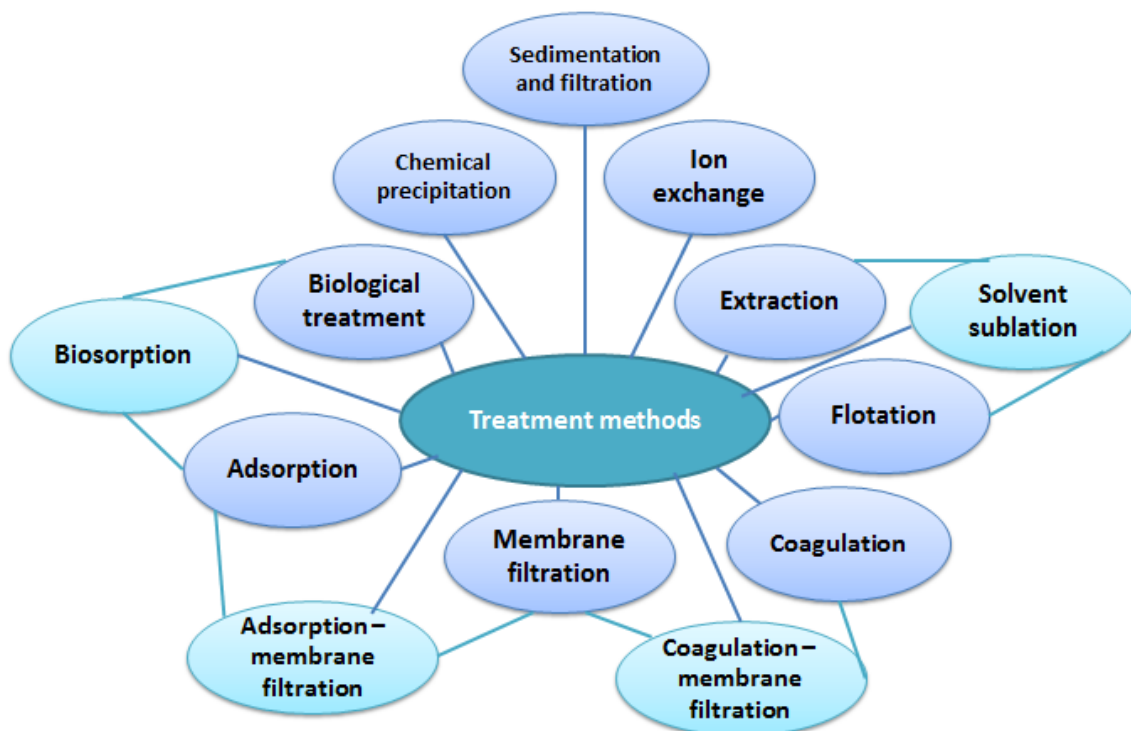 Sedimentation
and filtration
Chemical
precipitation
Ion
exchange
Biological
treatment
Extraction
Solvent
sublation
Biosorption
Treatment methods
Flotation
Adsorption
Membrane
filtration
Coagulation
Adsorption –
membrane
filtration
Coagulation –
membrane
filtration